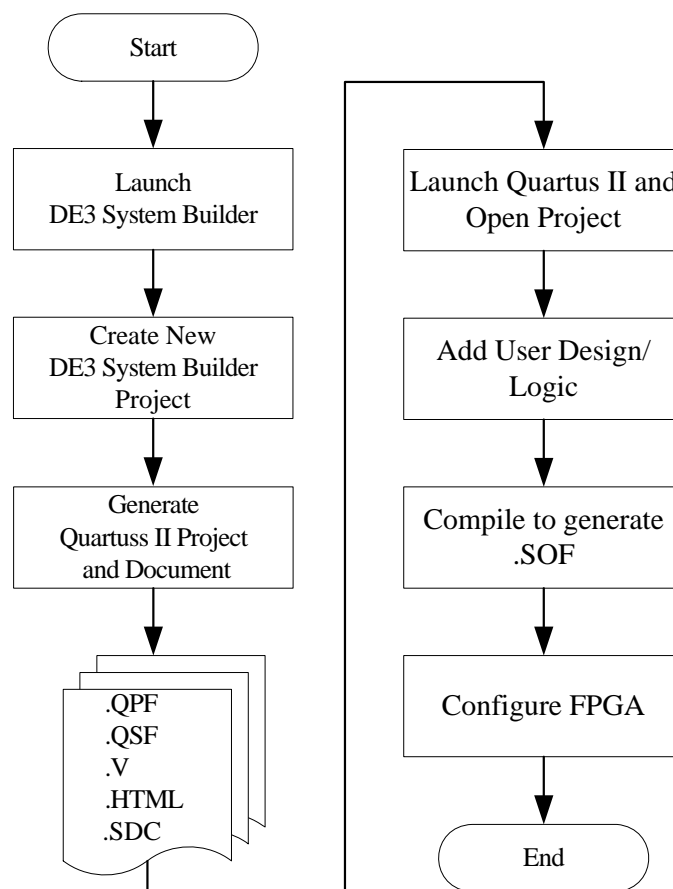 Start
Launch
DE3 System Builder
Create New
DE3 System Builder
Project
Generate
Quartuss II Project
and Document
.QPF
.QSF
.V
.HTML
.SDC
Launch Quartus II and
Open Project
Add User Design/
Logic
Compile to generate
.SOF
Configure FPGA
End